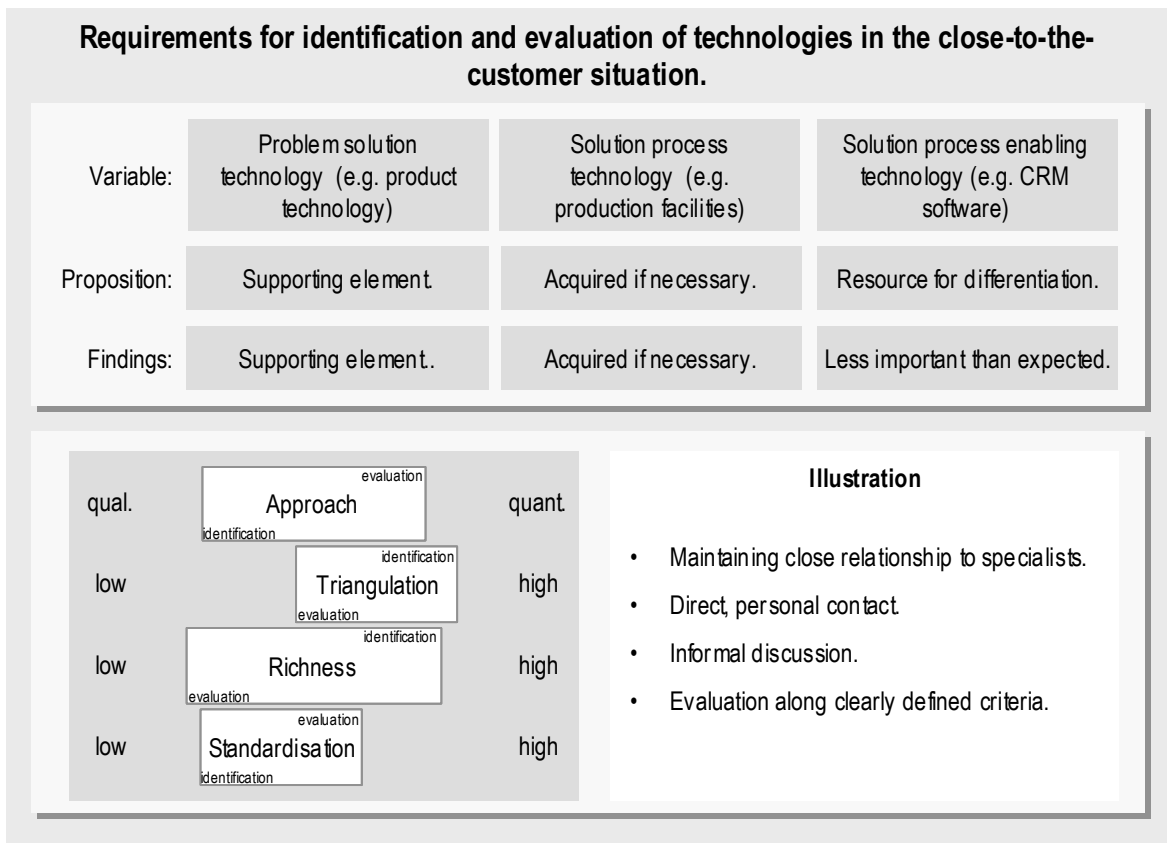 Requirements for identification and evaluation of technologies in the close-to-the-
customer situation.
Variable:
Problem solution
technology (e.g. product
technology)
Solution process
technology (e.g.
production facilities)
Solution process enabling
technology (e.g. CRM
software)
Proposition:
Supporting element.
Acquired if necessary.
Resource for differentiation.
Findings:
Supporting element..
Acquired if necessary.
Less important than expected.
qual.
evaluation
Approach
identification
quant.
low
identification
Triangulation
evaluation
high
low
identification
Richness
evaluation
high
low
evaluation
Standardisation
identification
high
Illustration
• Maintaining close relationship to specialists.
• Direct, personal contact.
• Informal discussion.
• Evaluation along clearly defined criteria.